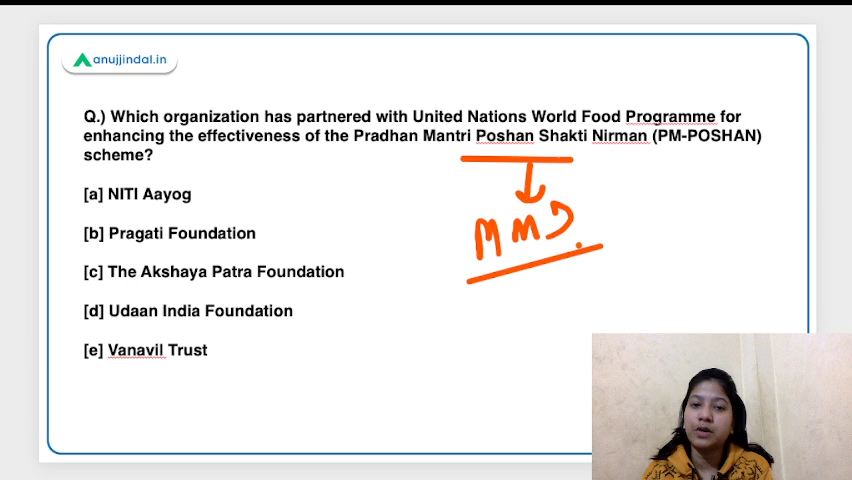 anujjindal.in
Q.) Which organization has partnered with United Nations World Food Programme for
enhancing the effectiveness of the Pradhan Mantri Poshan Shakti Nirman (PM-POSHAN)
scheme?
MMD
[a] NITI Aayog
[b] Pragati Foundation
[c] The Akshaya Patra Foundation
[d] Udaan India Foundation
[e] Vanavil Trust